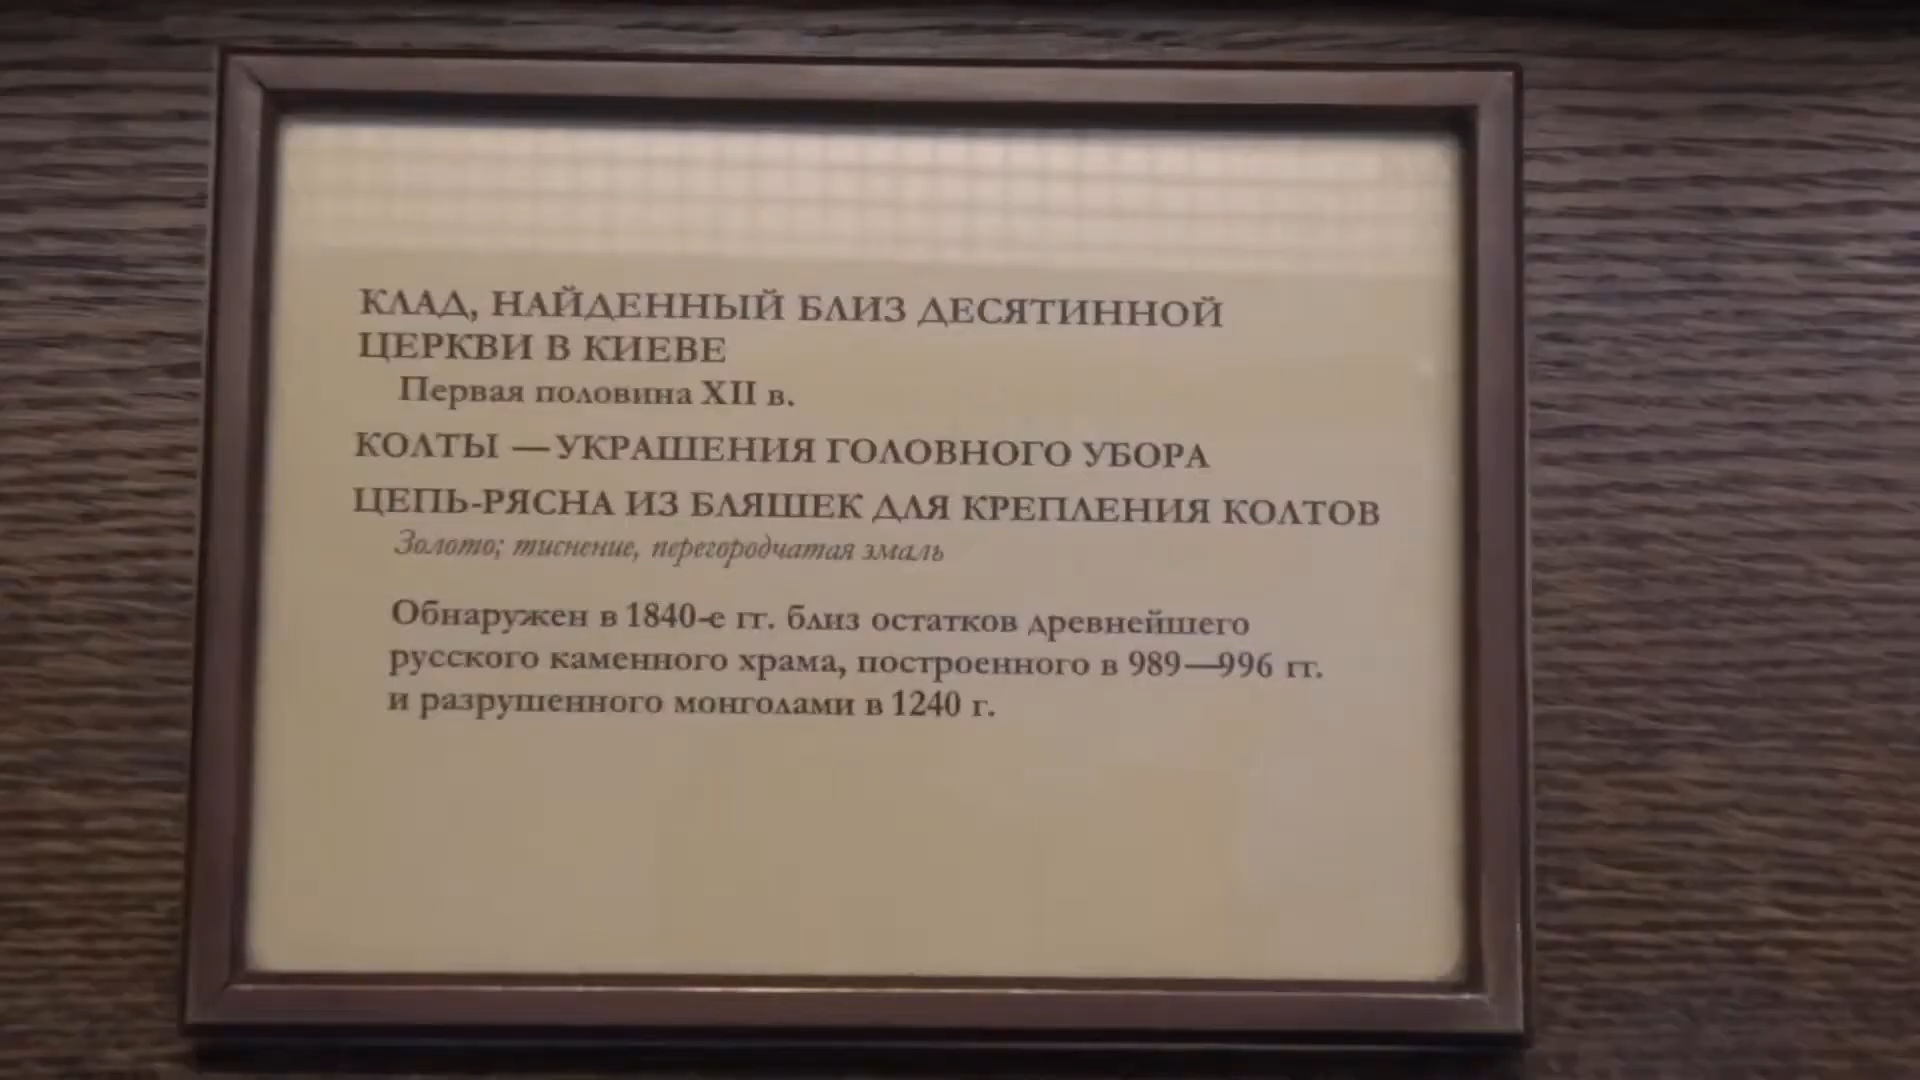 КЛАД, НАЙДЕННЫЙ БЛИЗ ДЕСЯТИННОЙ
ЦЕРКВИ В КИЕВЕ
Первая половина XII в.
КОЛТЫ — УКРАШЕНИЯ ГОЛОВНОГО УБОРА
ЦЕПЬ-РЯСНА ИЗ БЛЯШЕК ДЛЯ КРЕПЛЕНИЯ КОЛТОВ
Золото; тиснение, перегородчатая эмаль
Обнаружен в 1840-е гг. близ остатков древнейшего
русского каменного храма, построенного в 989—996 гг.
и разрушенного монголами в 1240 г.